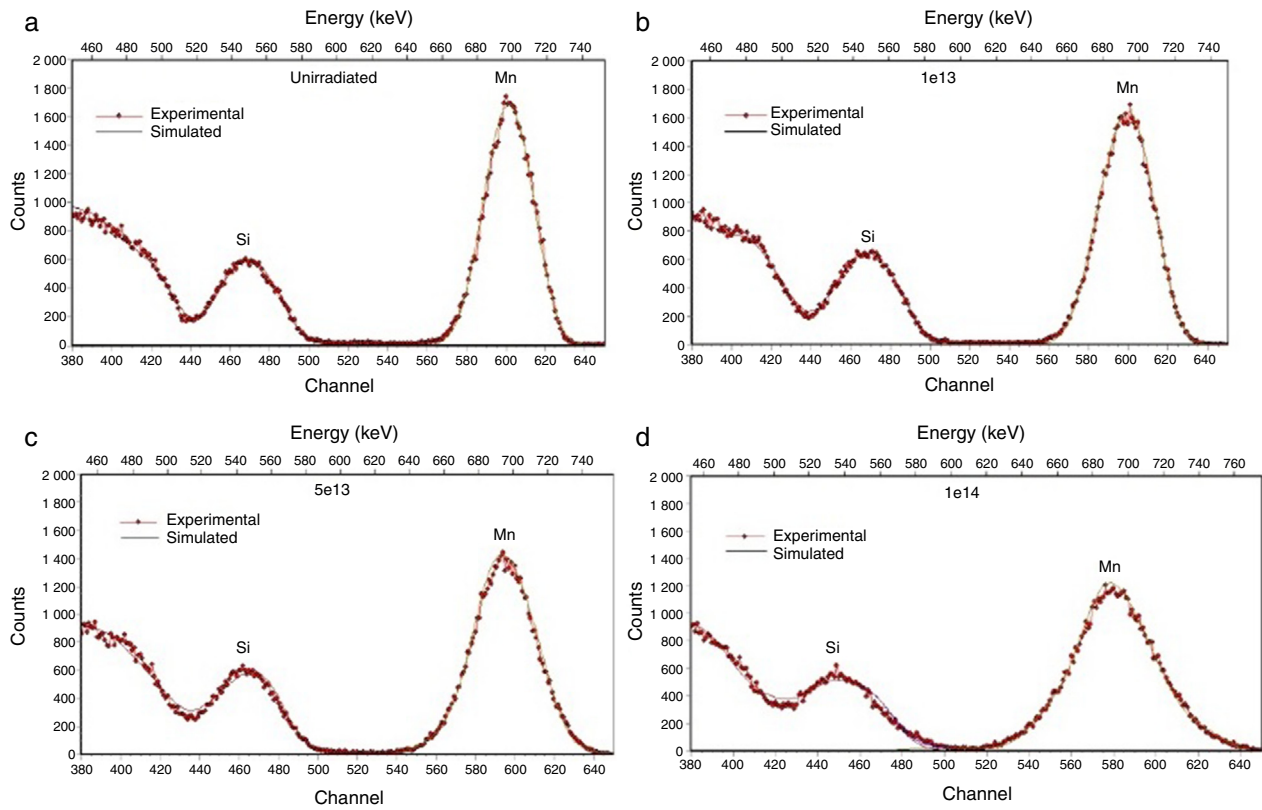 a
Energy (keV)
460 480 500 520 540 560 580 600 620 640 660 680 700 720 740
2 000
1 800
1 600
1 400
1 200
1 000
800
600
400
200
0
Counts
Unirradiated
Experimental
Simulated
Si
Mn
380 400 420 440 460 480 500 520 540 560 580 600 620 640
Channel
b
Energy (keV)
460 480 500 520 540 560 580 600 620 640 660 680 700 720 740
2 000
1 800
1 600
1 400
1 200
1 000
800
600
400
200
0
Counts
1e13
Experimental
Simulated
Si
Mn
380 400 420 440 460 480 500 520 540 560 580 600 620 640
Channel
c
Energy (keV)
460 480 500 520 540 560 580 600 620 640 660 680 700 720 740
2 000
1 800
1 600
1 400
1 200
1 000
800
600
400
200
0
Counts
5e13
Experimental
Simulated
Si
Mn
380 400 420 440 460 480 500 520 540 560 580 600 620 640
Channel
d
Energy (keV)
460 480 500 520 540 560 580 600 620 640 660 680 700 720 740 760
2 000
1 800
1 600
1 400
1 200
1 000
800
600
400
200
0
Counts
1e14
Experimental
Simulated
Si
Mn
380 400 420 440 460 480 500 520 540 560 580 600 620 640
Channel